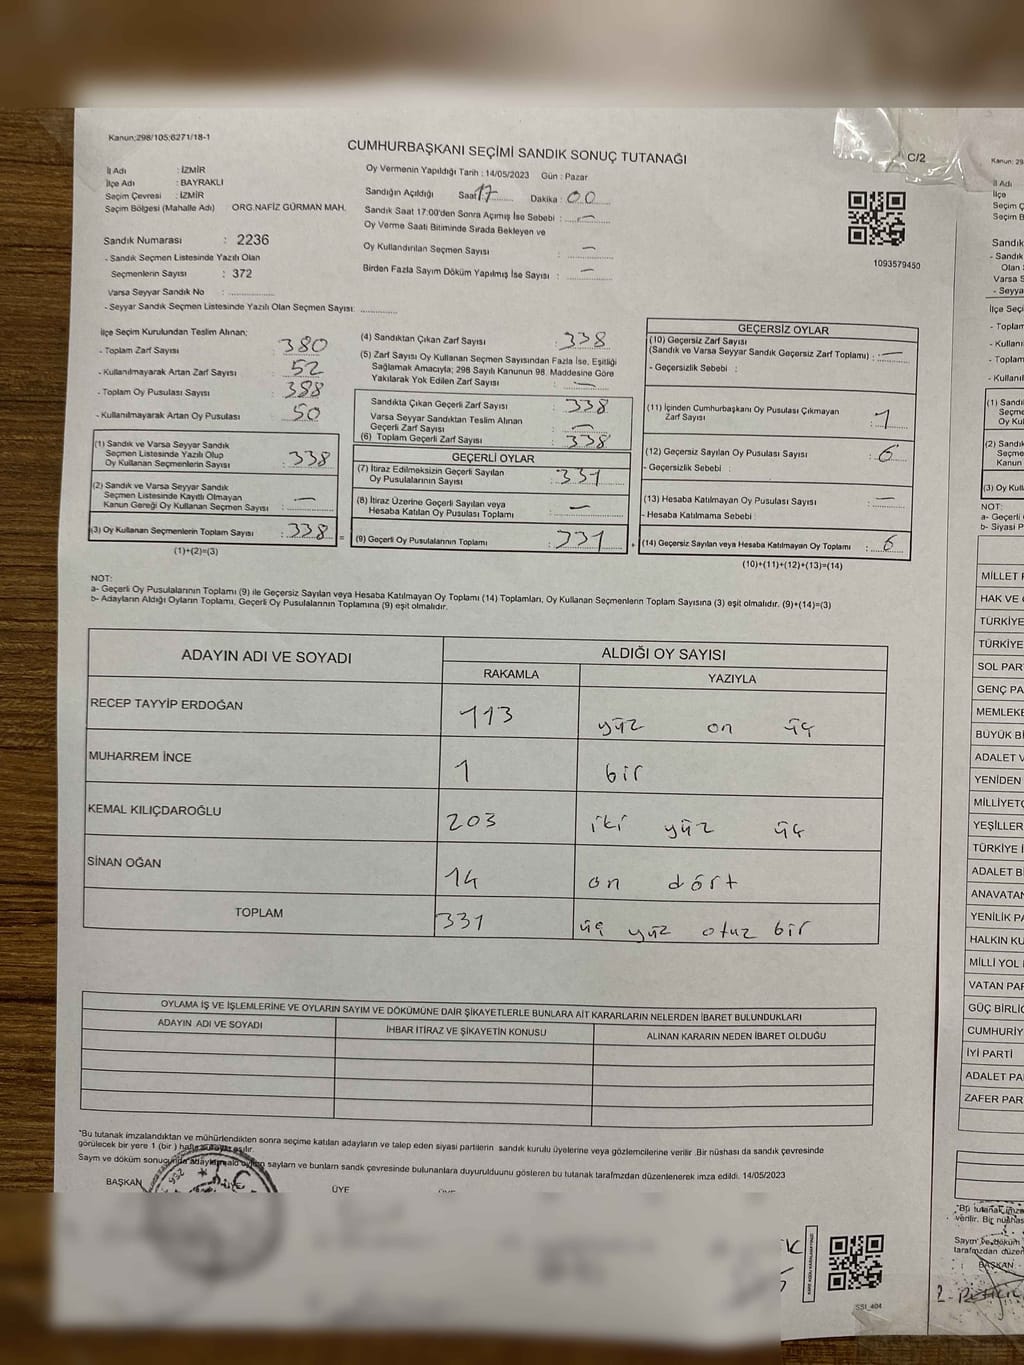 Kanun:298/105;6271/18-1
CUMHURBAŞKANI SEÇİMİ SANDIK SONUÇ TUTANAĞI
C/2
İl Adı : İZMİR
İlçe Adı : BAYRAKLI
Seçim Çevresi : İZMİR
Seçim Bölgesi (Mahalle Adı) ORG.NAFİZ GÜRMAN MAH.
Sandık Numarası : 2236
- Sandık Seçmen Listesinde Yazılı Olan
Seçmenlerin Sayısı : 372
Varsa Seyyar Sandık No :
- Seyyar Sandık Seçmen Listesinde Yazılı Olan Seçmen Sayısı:
Oy Vermenin Yapıldığı Tarih : 14/05/2023 Gün : Pazar
Sandığın Açıldığı Saat 17 Dakika : 00
Sandık Saat 17:00'den Sonra Açımış İse Sebebi : —
Oy Verme Saati Bitiminde Sırada Bekleyen ve
Oy Kullandırılan Seçmen Sayısı : —
Birden Fazla Sayım Döküm Yapılmış İse Sayısı : —
1093579450
İlçe Seçim Kurulundan Teslim Alınan;
- Toplam Zarf Sayısı : 380
- Kullanılmayarak Artan Zarf Sayısı : 52
- Toplam Oy Pusulası Sayısı : 388
- Kullanılmayarak Artan Oy Pusulası : 50
(1) Sandık ve Varsa Seyyar Sandık
Seçmen Listesinde Yazılı Olup
Oy Kullanan Seçmenlerin Sayısı : 338
(2) Sandık ve Varsa Seyyar Sandık
Seçmen Listesinde Kayıtlı Olmayan
Kanun Gereği Oy Kullanan Seçmen Sayısı : —
(3) Oy Kullanan Seçmenlerin Toplam Sayısı : 338 =
(1)+(2)=(3)
(4) Sandıktan Çıkan Zarf Sayısı : 338
(5) Zarf Sayısı Oy Kullanan Seçmen Sayısından Fazla İse, Eşitliği
Sağlamak Amacıyla; 298 Sayılı Kanunun 98. Maddesine Göre
Yakılarak Yok Edilen Zarf Sayısı : —
Sandıkta Çıkan Geçerli Zarf Sayısı : 338
Varsa Seyyar Sandıktan Teslim Alınan
Geçerli Zarf Sayısı : —
(6) Toplam Geçerli Zarf Sayısı : 338
GEÇERLİ OYLAR
(7) İtiraz Edilmeksizin Geçerli Sayılan
Oy Pusulalarının Sayısı : 331
(8) İtiraz Üzerine Geçerli Sayılan veya
Hesaba Katılan Oy Pusulası Toplamı : —
(9) Geçerli Oy Pusulalarının Toplamı : 331 +
GEÇERSİZ OYLAR
(10) Geçersiz Zarf Sayısı
(Sandık ve Varsa Seyyar Sandık Geçersiz Zarf Toplamı) : —
- Geçersizlik Sebebi :
(11) İçinden Cumhurbaşkanı Oy Pusulası Çıkmayan
Zarf Sayısı : 1
(12) Geçersiz Sayılan Oy Pusulası Sayısı : 6
- Geçersizlik Sebebi :
(13) Hesaba Katılmayan Oy Pusulası Sayısı : —
- Hesaba Katılmama Sebebi :
(14) Geçersiz Sayılan veya Hesaba Katılmayan Oy Toplamı : 6
(10)+(11)+(12)+(13)=(14)
NOT:
a- Geçerli Oy Pusulalarının Toplamı (9) ile Geçersiz Sayılan veya Hesaba Katılmayan Oy Toplamı (14) Toplamları, Oy Kullanan Seçmenlerin Toplam Sayısına (3) eşit olmalıdır. (9)+(14)=(3)
b- Adayların Aldığı Oyların Toplamı, Geçerli Oy Pusulalarının Toplamına (9) eşit olmalıdır.
ADAYIN ADI VE SOYADI ALDIĞI OY SAYISI
RAKAMLA YAZIYLA
RECEP TAYYİP ERDOĞAN 113 yüz on üç
MUHARREM İNCE 1 bir
KEMAL KILIÇDAROĞLU 203 iki yüz üç
SİNAN OĞAN 14 on dört
TOPLAM 331 üç yüz otuz bir
OYLAMA İŞ VE İŞLEMLERİNE VE OYLARIN SAYIM VE DÖKÜMÜNE DAİR ŞİKAYETLERLE BUNLARA AİT KARARLARIN NELERDEN İBARET BULUNDUKLARI
ADAYIN ADI VE SOYADI İHBAR İTİRAZ VE ŞİKAYETİN KONUSU ALINAN KARARIN NEDEN İBARET OLDUĞU
*Bu tutanak imzalandıktan ve mühürlendikten sonra seçime katılan adayların ve talep eden siyasi partilerin sandık kurulu üyelerine veya gözlemcilerine verilir .Bir nüshası da sandık çevresinde
görülecek bir yere 1 (bir ) hafta asılır.
Sayım ve döküm sonucunda adayların oy sayıları ve bunların sandık çevresinde bulunanlara duyurulduunu gösteren bu tutanak tarafımzdan düzenlenerek imza edildi. 14/05/2023
BAŞKAN ÜYE
SSİ_404
Kanun: 29
İl Adı
İlçe
Seçim Ç
Seçim B
Sandık
- Sandık
Olan
Varsa S
- Seyya
İlçe Seçi
- Toplam
- Kullanı
- Toplam
- Kullanıl
(1) Sandı
Seçme
Oy Ku
(2) Sandık
Seçme
Kanun
(3) Oy Kull
NOT:
a- Geçerli
b- Siyasi P
MİLLET
HAK VE
TÜRKİYE
TÜRKİYE
SOL PAR
GENÇ PA
MEMLEKE
BÜYÜK Bİ
ADALET V
YENİDEN
MİLLİYETÇ
YEŞİLLER
TÜRKİYE İ
ADALET Bİ
ANAVATAN
YENİLİK PA
HALKIN KU
MİLLİ YOL
VATAN PAR
GÜÇ BİRLİĞ
CUMHURİY
İYİ PARTİ
ADALET PA
ZAFER PAR
*Bu tutanak imza
verilir. Bir nüshas
Sayım ve döküm
tarafımzdan düzen
BAŞKAN